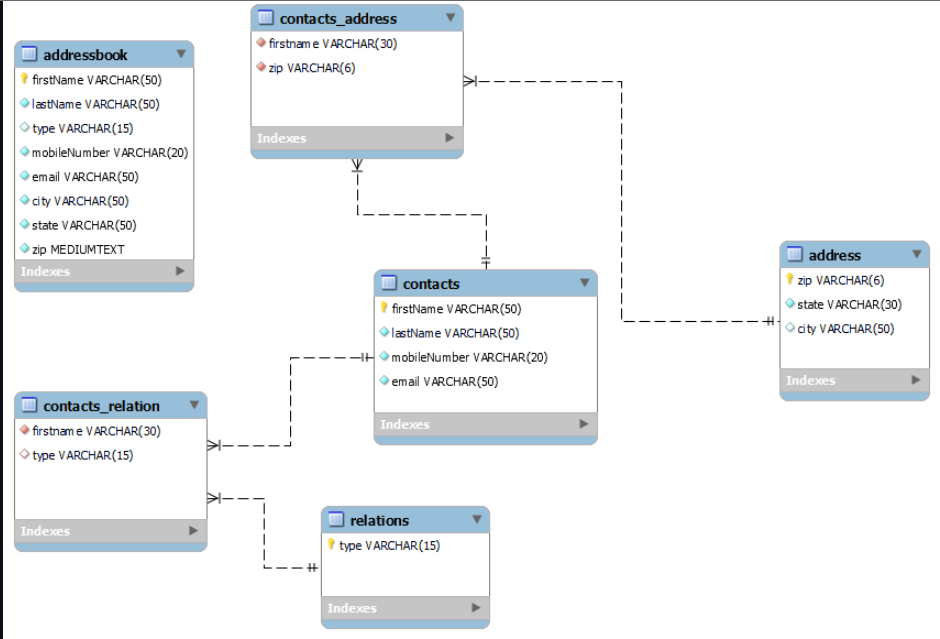 contacts_address
firstname VARCHAR(30)
zip VARCHAR(6)
Indexes
addressbook
firstName VARCHAR(50)
lastName VARCHAR(50)
type VARCHAR(15)
mobileNumber VARCHAR(20)
email VARCHAR(50)
city VARCHAR(50)
state VARCHAR(50)
zip MEDIUMTEXT
Indexes
contacts
firstName VARCHAR(50)
lastName VARCHAR(50)
mobileNumber VARCHAR(20)
email VARCHAR(50)
Indexes
address
zip VARCHAR(6)
state VARCHAR(30)
city VARCHAR(50)
Indexes
contacts_relation
firstname VARCHAR(30)
type VARCHAR(15)
Indexes
relations
type VARCHAR(15)
Indexes